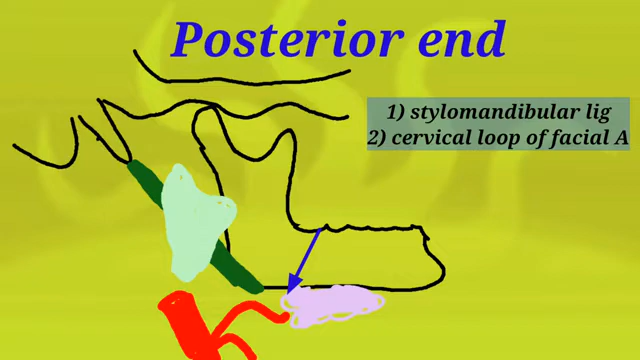 Posterior end
1) stylomandibular lig
2) cervical loop of facial A